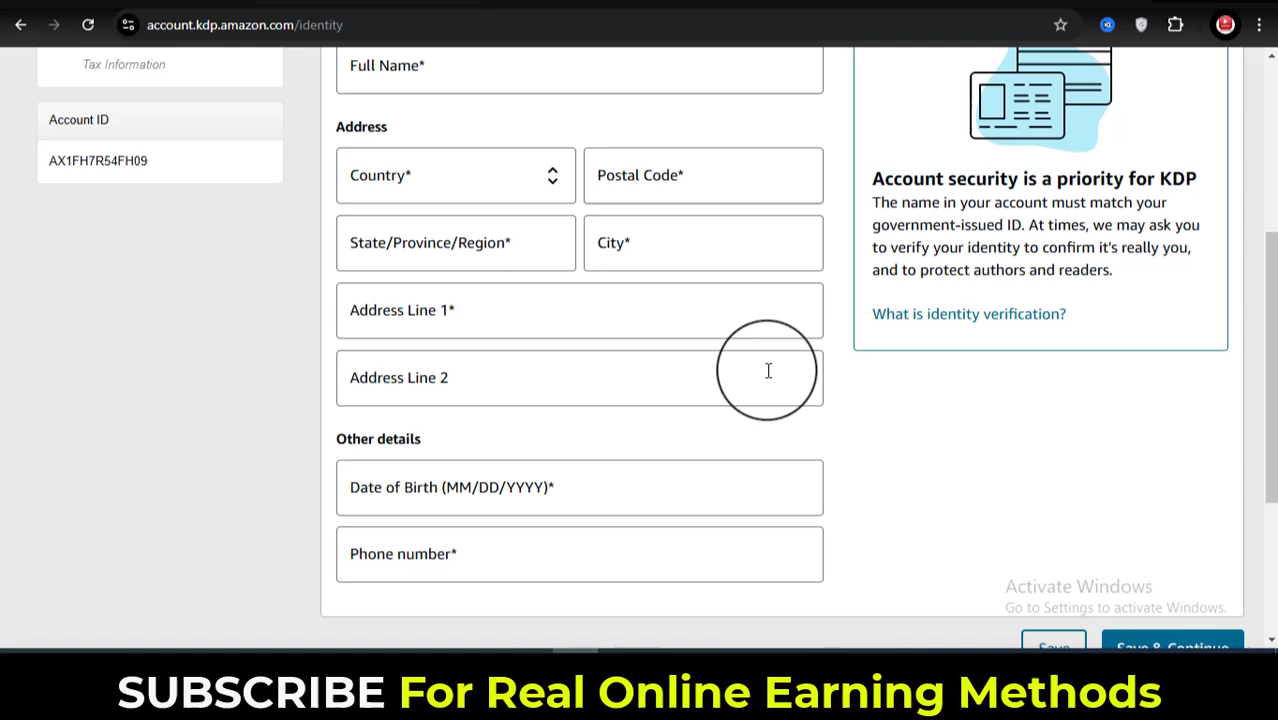 account.kdp.amazon.com/identity
Tax Information
Account ID
AX1FH7R54FH09
Full Name*
Address
Country*
Postal Code*
State/Province/Region*
City*
Address Line 1*
Address Line 2
Other details
Date of Birth (MM/DD/YYYY)*
Phone number*
Account security is a priority for KDP
The name in your account must match your
government-issued ID. At times, we may ask you
to verify your identity to confirm it's really you,
and to protect authors and readers.
What is identity verification?
Activate Windows
Go to Settings to activate Windows.
Save
Save & Continue
SUBSCRIBE For Real Online Earning Methods